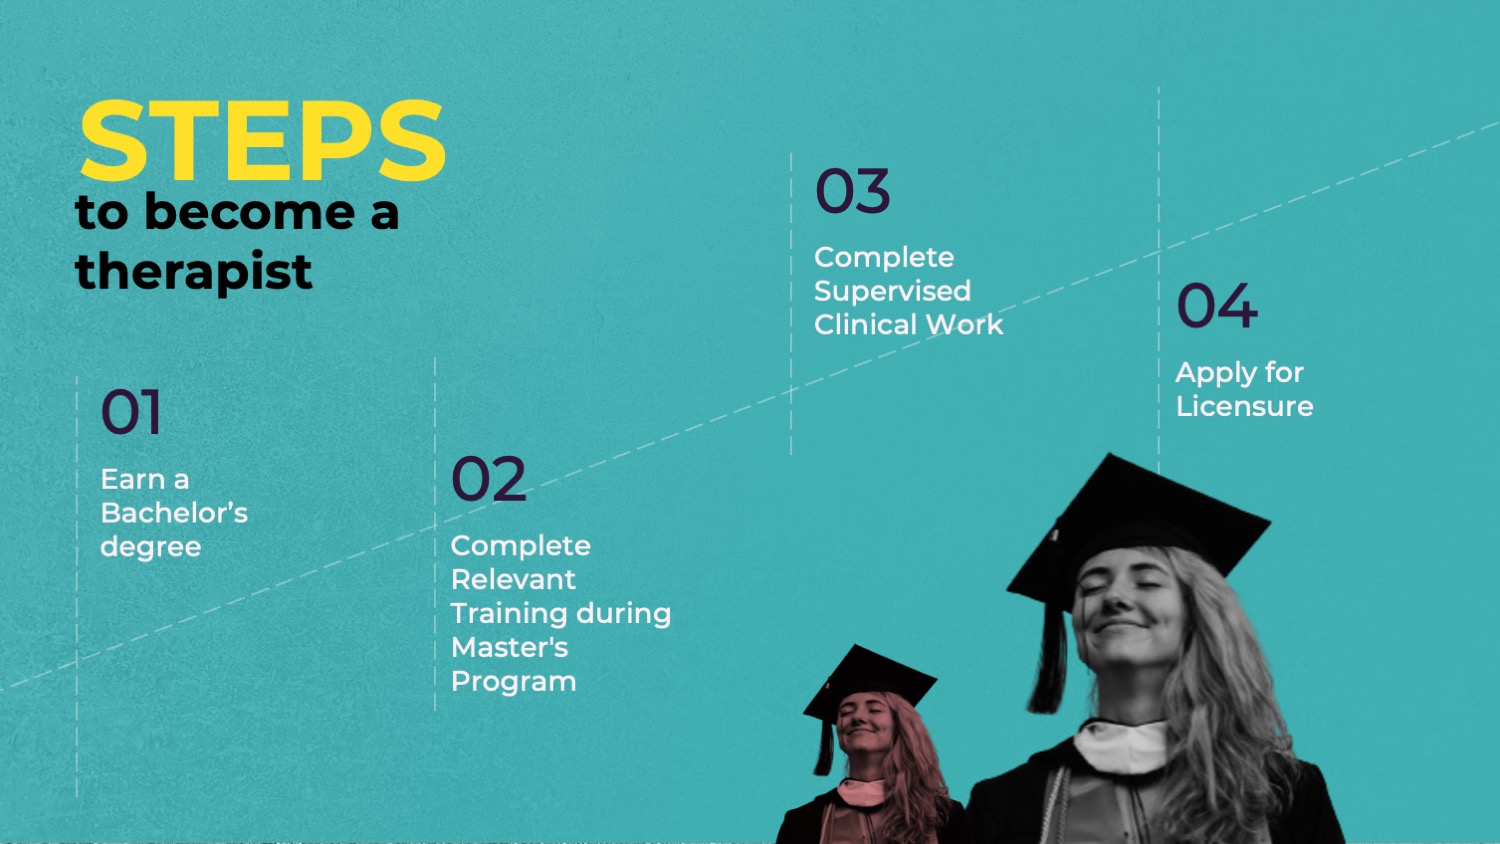 STEPS
to become a
therapist
01
Earn a
Bachelor’s
degree
02
Complete
Relevant
Training during
Master's
Program
03
Complete
Supervised
Clinical Work
04
Apply for
Licensure